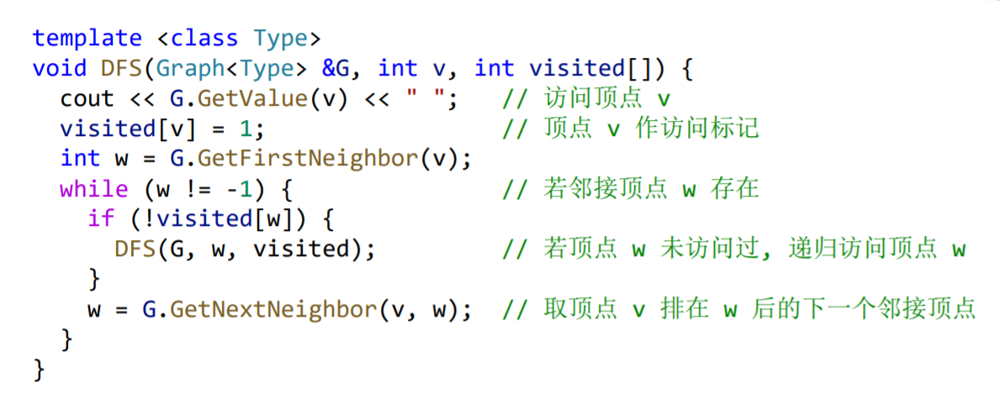 template <class Type>
void DFS(Graph<Type> &G, int v, int visited[]) {
  cout << G.GetValue(v) << " ";   // 访问顶点 v
  visited[v] = 1;                 // 顶点 v 作访问标记
  int w = G.GetFirstNeighbor(v);
  while (w != -1) {               // 若邻接顶点 w 存在
    if (!visited[w]) {
      DFS(G, w, visited);         // 若顶点 w 未访问过, 递归访问顶点 w
    }
    w = G.GetNextNeighbor(v, w);  // 取顶点 v 排在 w 后的下一个邻接顶点
  }
}